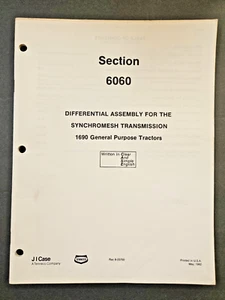 Section
6060
DIFFERENTIAL ASSEMBLY FOR THE
SYNCHROMESH TRANSMISSION
1690 General Purpose Tractors
Written In Clear
And
Simple
English
J I Case
A Tenneco Company
Printed in U.S.A.